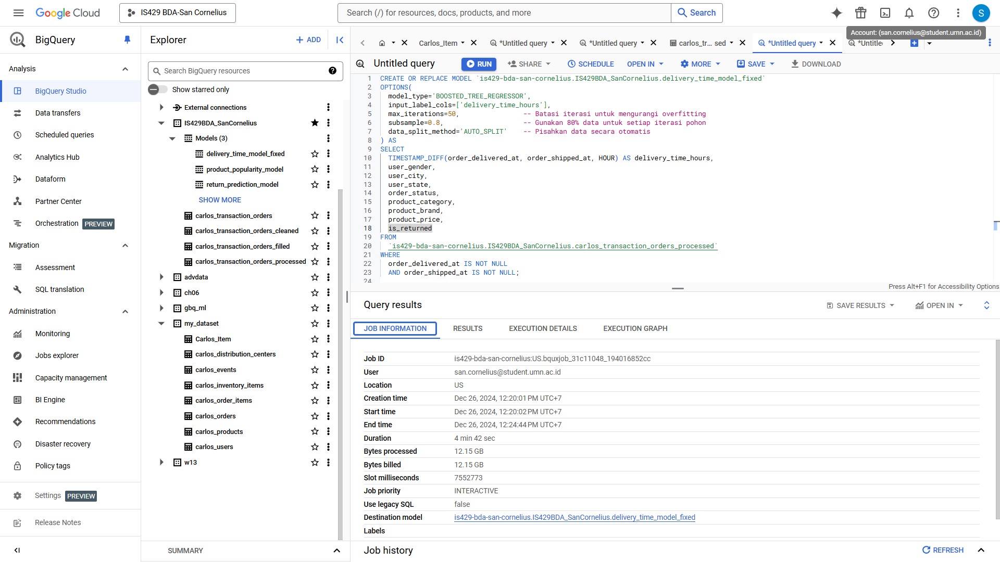 Google Cloud
IS429 BDA-San Cornelius
Search (/) for resources, docs, products, and more
Search
S
Account: (san.cornelius@student.umn.ac.id)
BigQuery
Analysis
BigQuery Studio
Data transfers
Scheduled queries
Analytics Hub
Dataform
Partner Center
Orchestration PREVIEW
Migration
Assessment
SQL translation
Administration
Monitoring
Jobs explorer
Capacity management
BI Engine
Recommendations
Disaster recovery
Policy tags
Settings PREVIEW
Release Notes
Explorer
ADD
Search BigQuery resources
Show starred only
External connections
IS429BDA_SanCornelius
Models (3)
delivery_time_model_fixed
product_popularity_model
return_prediction_model
SHOW MORE
carlos_transaction_orders
carlos_transaction_orders_cleaned
carlos_transaction_orders_filled
carlos_transaction_orders_processed
advdata
ch06
gbq_ml
my_dataset
Carlos_Item
carlos_distribution_centers
carlos_events
carlos_inventory_items
carlos_order_items
carlos_orders
carlos_products
carlos_users
w13
SUMMARY
Carlos_Item
*Untitled query
*Untitled query
carlos_tr... sed
*Untitled query
*Untitle
Untitled query
RUN
SHARE
SCHEDULE
OPEN IN
MORE
SAVE
DOWNLOAD
1 CREATE OR REPLACE MODEL `is429-bda-san-cornelius.IS429BDA_SanCornelius.delivery_time_model_fixed`
2 OPTIONS(
3 model_type='BOOSTED_TREE_REGRESSOR',
4 input_label_cols=['delivery_time_hours'],
5 max_iterations=50, -- Batasi iterasi untuk mengurangi overfitting
6 subsample=0.8, -- Gunakan 80% data untuk setiap iterasi pohon
7 data_split_method='AUTO_SPLIT' -- Pisahkan data secara otomatis
8 ) AS
9 SELECT
10 TIMESTAMP_DIFF(order_delivered_at, order_shipped_at, HOUR) AS delivery_time_hours,
11 user_gender,
12 user_city,
13 user_state,
14 order_status,
15 product_category,
16 product_brand,
17 product_price,
18 is_returned
19 FROM
20 `is429-bda-san-cornelius.IS429BDA_SanCornelius.carlos_transaction_orders_processed`
21 WHERE
22 order_delivered_at IS NOT NULL
23 AND order_shipped_at IS NOT NULL;
24
Press Alt+F1 for Accessibility Options
Query results
SAVE RESULTS
OPEN IN
JOB INFORMATION
RESULTS
EXECUTION DETAILS
EXECUTION GRAPH
Job ID is429-bda-san-cornelius:US.bquxjob_31c11048_194016852cc
User san.cornelius@student.umn.ac.id
Location US
Creation time Dec 26, 2024, 12:20:01 PM UTC+7
Start time Dec 26, 2024, 12:20:02 PM UTC+7
End time Dec 26, 2024, 12:24:44 PM UTC+7
Duration 4 min 42 sec
Bytes processed 12.15 GB
Bytes billed 12.15 GB
Slot milliseconds 7552773
Job priority INTERACTIVE
Use legacy SQL false
Destination model is429-bda-san-cornelius.IS429BDA_SanCornelius.delivery_time_model_fixed
Labels
Job history
REFRESH